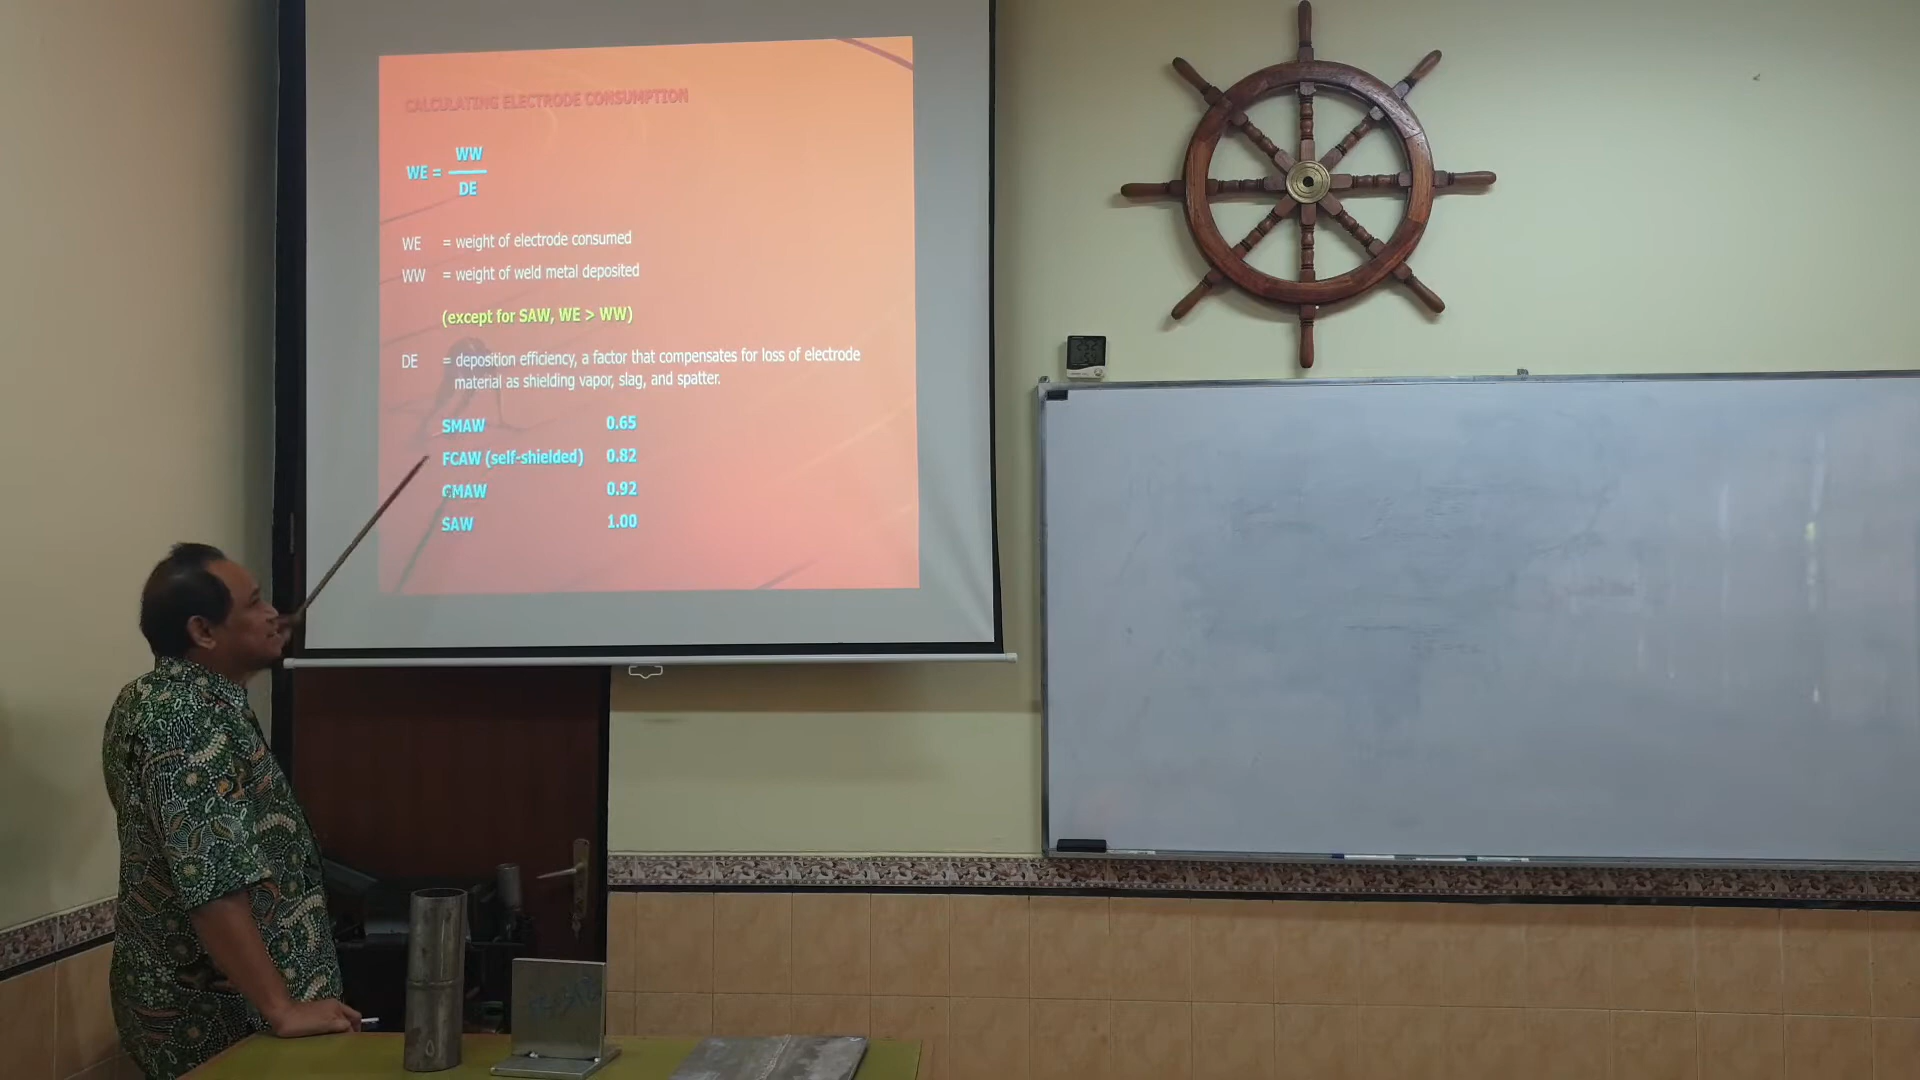 CALCULATING ELECTRODE CONSUMPTION
WE = WW
DE
WE = weight of electrode consumed
WW = weight of weld metal deposited
(except for SAW, WE > WW)
DE = deposition efficiency, a factor that compensates for loss of electrode
material as shielding vapor, slag, and spatter.
SMAW 0.65
FCAW (self-shielded) 0.82
GMAW 0.92
SAW 1.00